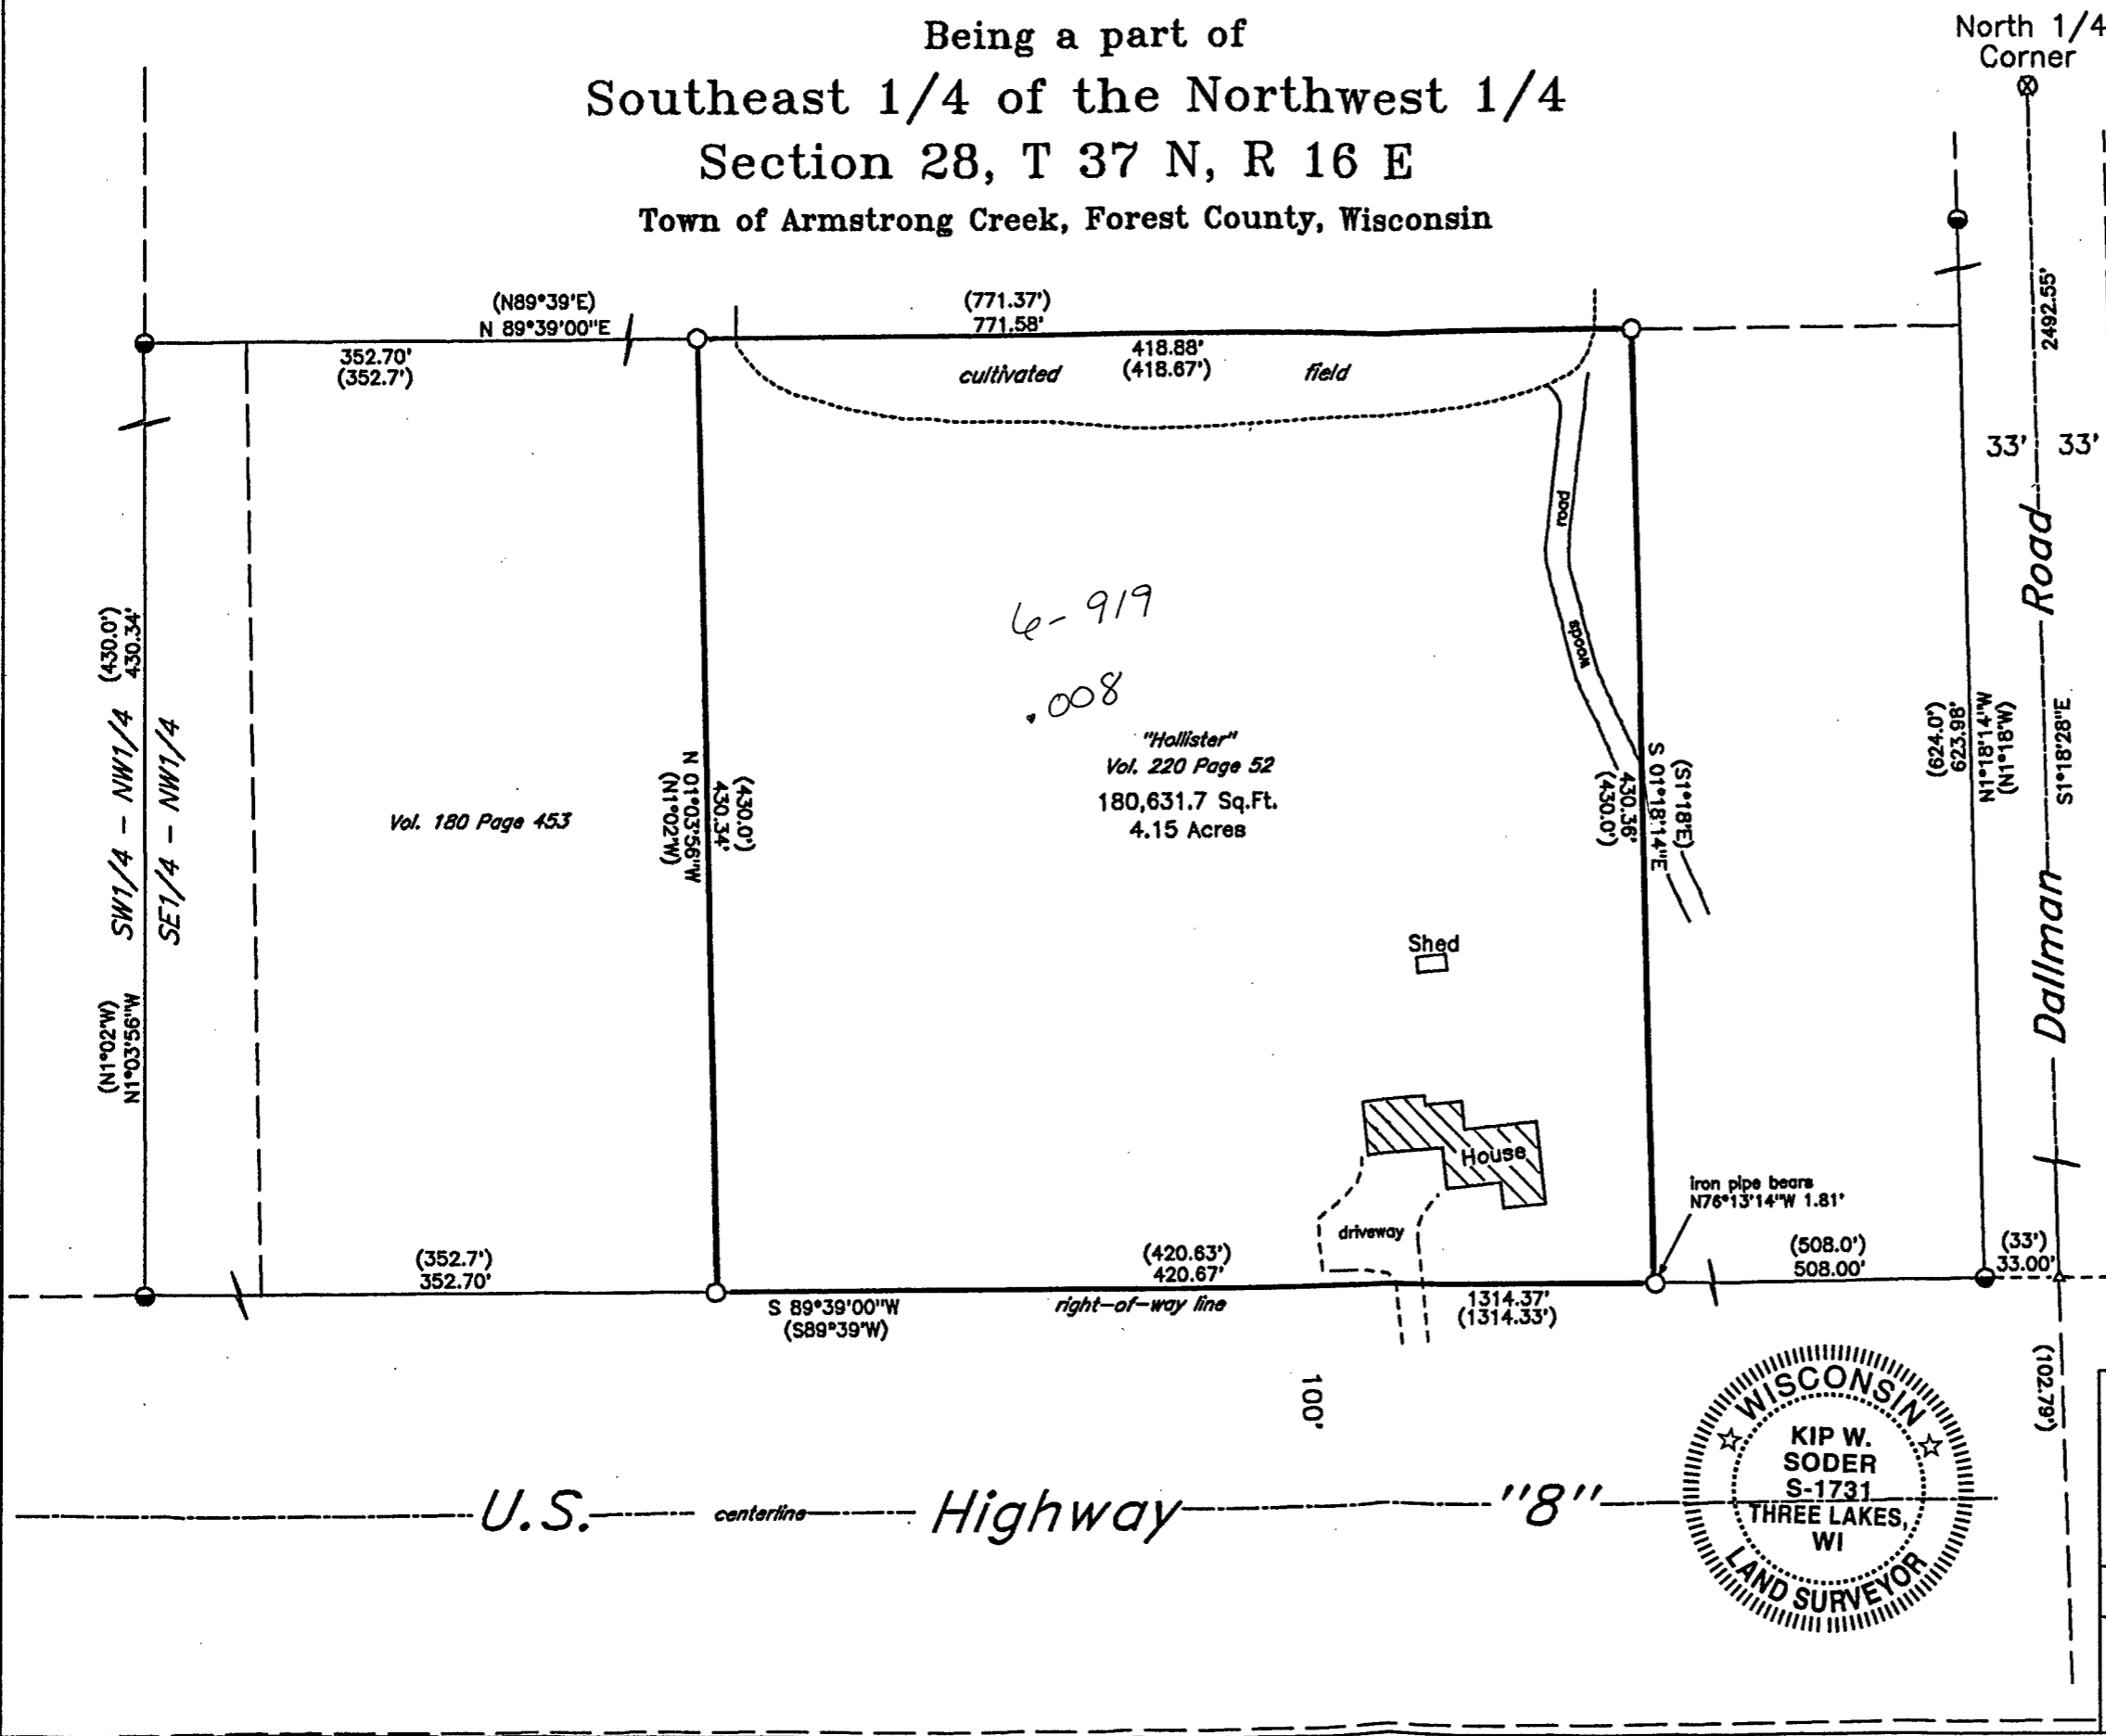 Being a part of
Southeast 1/4 of the Northwest 1/4
Section 28, T 37 N, R 16 E
Town of Armstrong Creek, Forest County, Wisconsin
North 1/4
Corner
(N89°39'E)
N 89°39'00"E
(771.37')
771.58'
352.70'
(352.7')
418.88'
(418.67')
cultivated
field
2492.55'
33'
33'
road
woods
6-919
.008
(430.0')
430.34'
SW1/4 - NW1/4
SE1/4 - NW1/4
(N1°02'W)
N1°03'56"W
Vol. 180 Page 453
(430.0')
430.34'
N 01°03'56"W
(N1°02'W)
"Hollister"
Vol. 220 Page 52
180,631.7 Sq.Ft.
4.15 Acres
(S1°18'E)
S 01°18'14"E
430.36'
(430.0')
(624.0')
623.98'
N1°18'14"W
(N1°18'W)
S1°18'28"E
Dallman Road
Shed
House
driveway
iron pipe bears
N76°13'14"W 1.81'
(352.7')
352.70'
(420.63')
420.67'
(508.0')
508.00'
(33')
33.00'
S 89°39'00"W
(S89°39'W)
right-of-way line
1314.37'
(1314.33')
100'
(102.79')
U.S. centerline Highway "8"
WISCONSIN
KIP W.
SODER
S-1731
THREE LAKES,
WI
LAND SURVEYOR